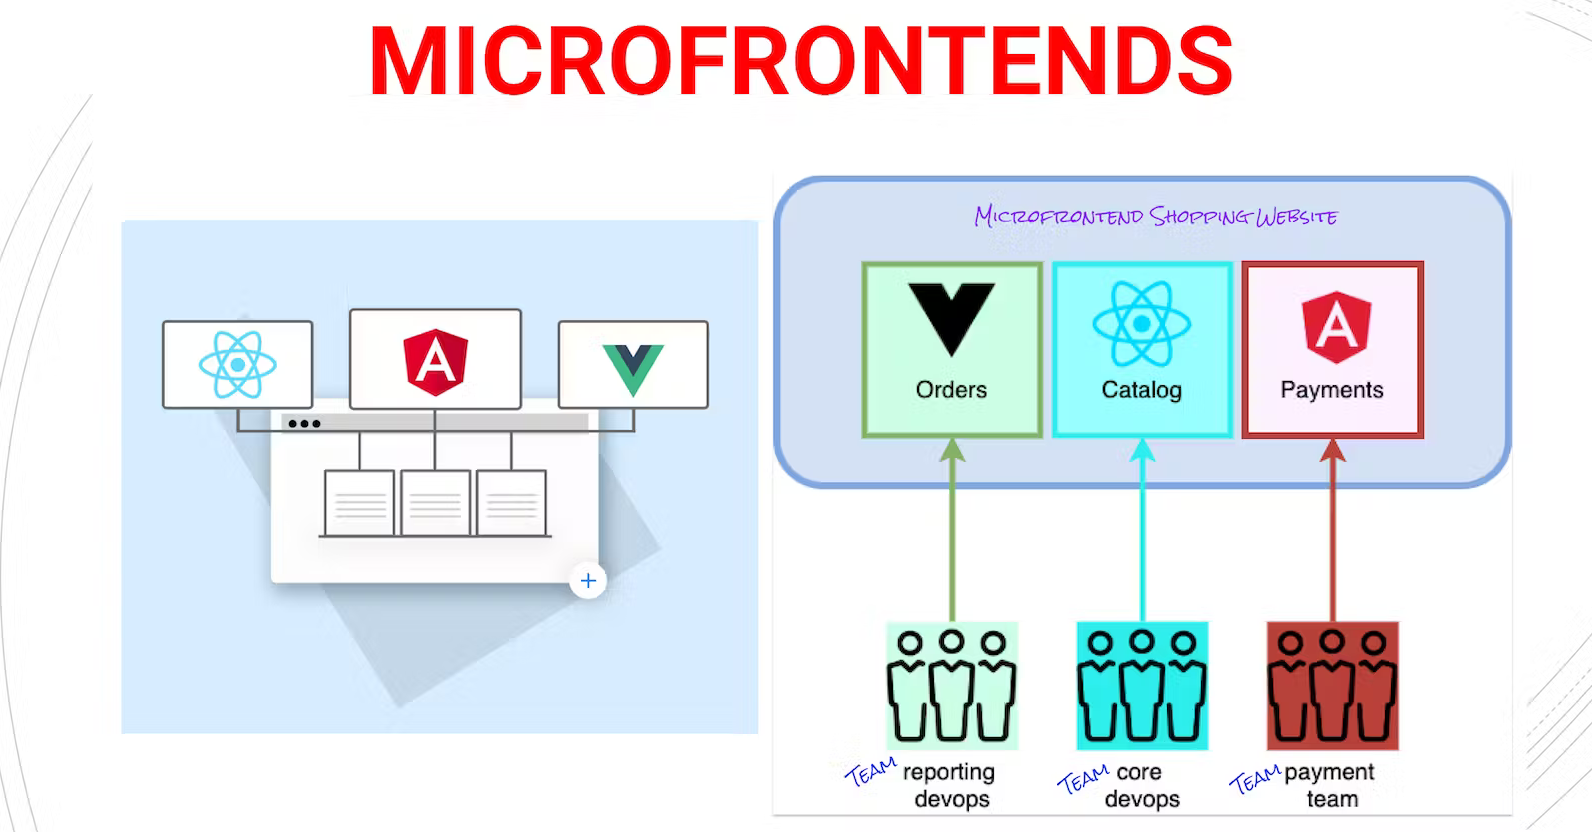 MICROFRONTENDS
Microfrontend Shopping Website
Orders
Catalog
Payments
Team reporting
devops
Team core
devops
Team payment
team